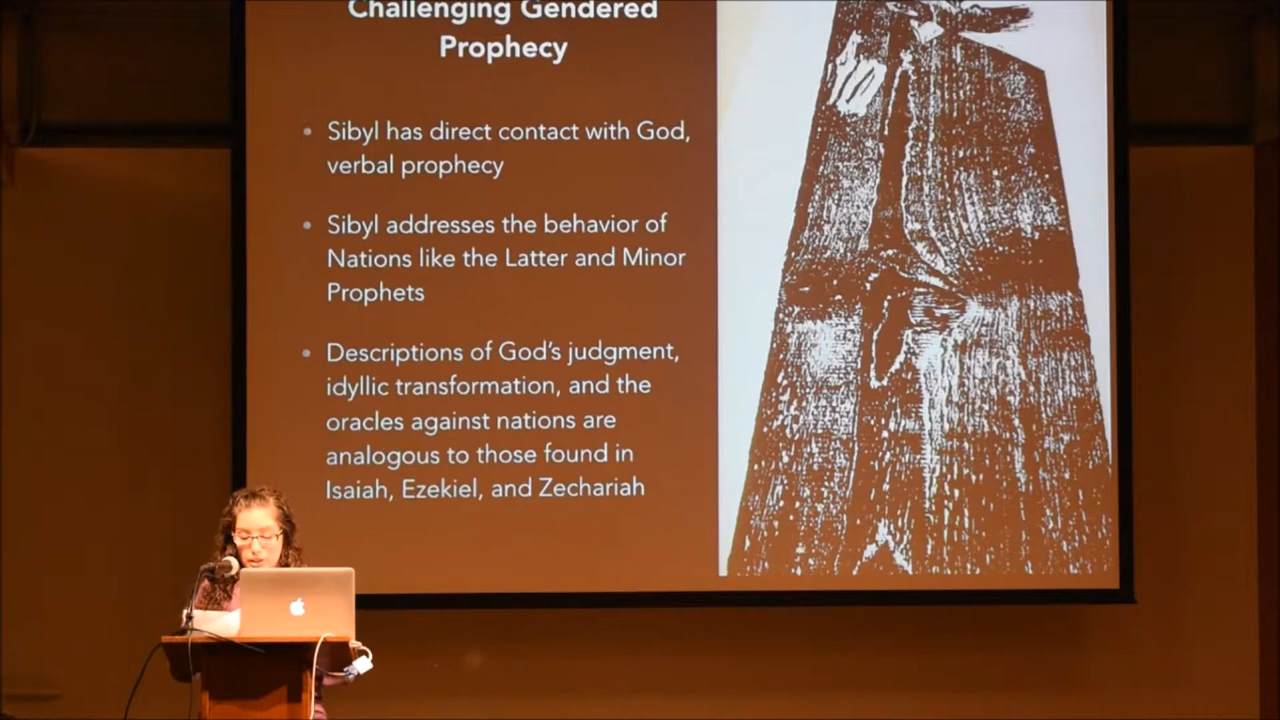 Challenging Gendered
Prophecy
• Sibyl has direct contact with God,
verbal prophecy
• Sibyl addresses the behavior of
Nations like the Latter and Minor
Prophets
• Descriptions of God's judgment,
idyllic transformation, and the
oracles against nations are
analogous to those found in
Isaiah, Ezekiel, and Zechariah